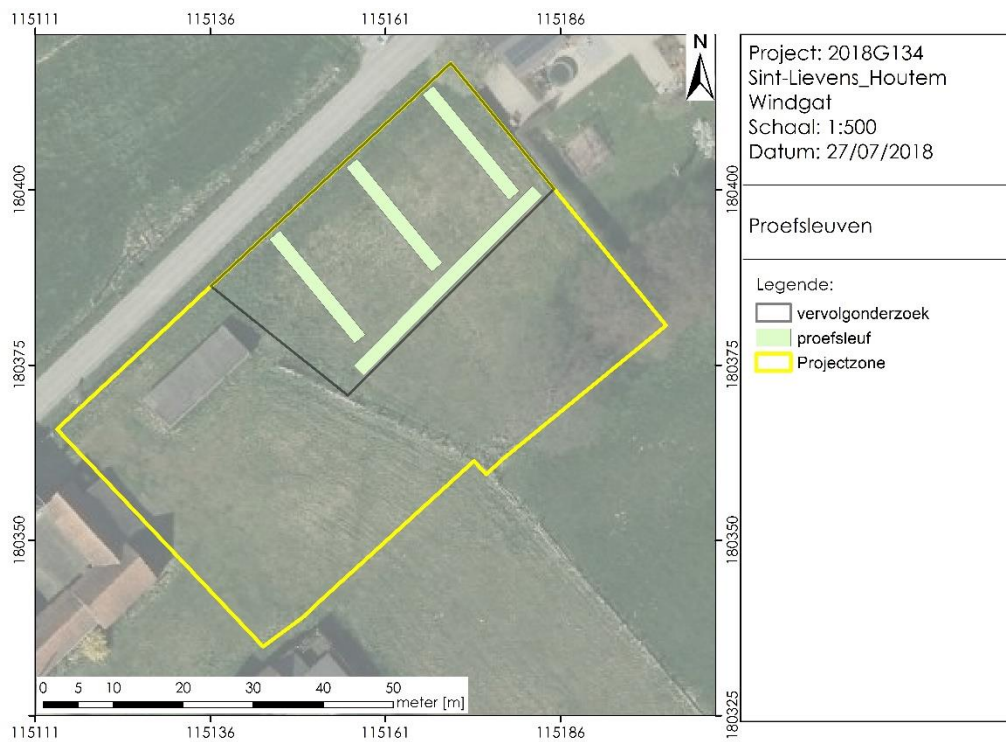 115111 115136 115161 115186
N
180400
180375
180350
180325
180400
180375
180350
0 5 10 20 30 40 50
meter [m]
115111 115136 115161 115186
Project: 2018G134
Sint-Lievens_Houtem
Windgat
Schaal: 1:500
Datum: 27/07/2018
Proefsleuven
Legende:
vervolgonderzoek
proefsleuf
Projectzone